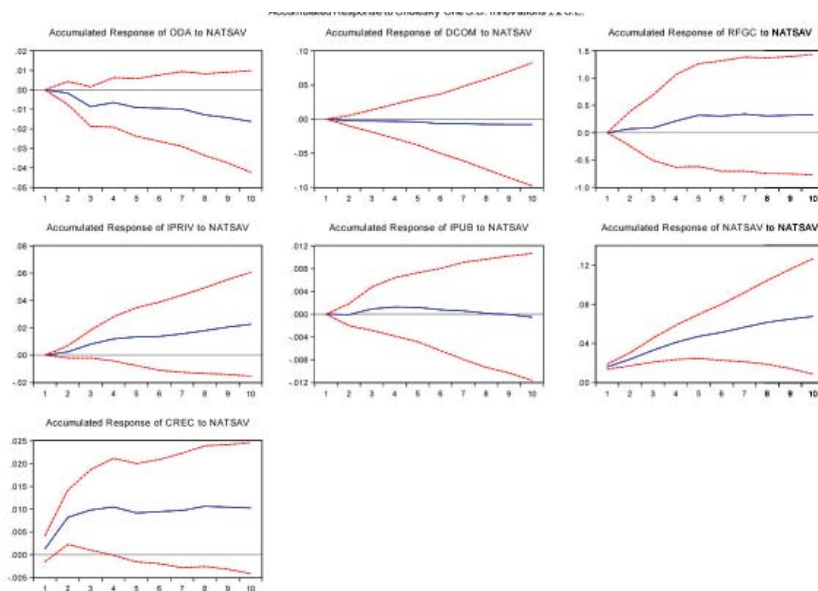 Accumulated Response to Cholesky One S.D. Innovations ± 2 S.E.
Accumulated Response of ODA to NATSAV
.02
.01
.00
-.01
-.02
-.03
-.04
-.05
1 2 3 4 5 6 7 8 9 10
Accumulated Response of DCOM to NATSAV
.10
.05
.00
-.05
-.10
1 2 3 4 5 6 7 8 9 10
Accumulated Response of RFGC to NATSAV
1.5
1.0
0.5
0.0
-0.5
-1.0
1 2 3 4 5 6 7 8 9 10
Accumulated Response of IPRIV to NATSAV
.08
.06
.04
.02
.00
-.02
1 2 3 4 5 6 7 8 9 10
Accumulated Response of IPUB to NATSAV
.012
.008
.004
.000
-.004
-.008
-.012
1 2 3 4 5 6 7 8 9 10
Accumulated Response of NATSAV to NATSAV
.12
.08
.04
.00
1 2 3 4 5 6 7 8 9 10
Accumulated Response of CREC to NATSAV
.025
.020
.015
.010
.005
.000
-.005
1 2 3 4 5 6 7 8 9 10